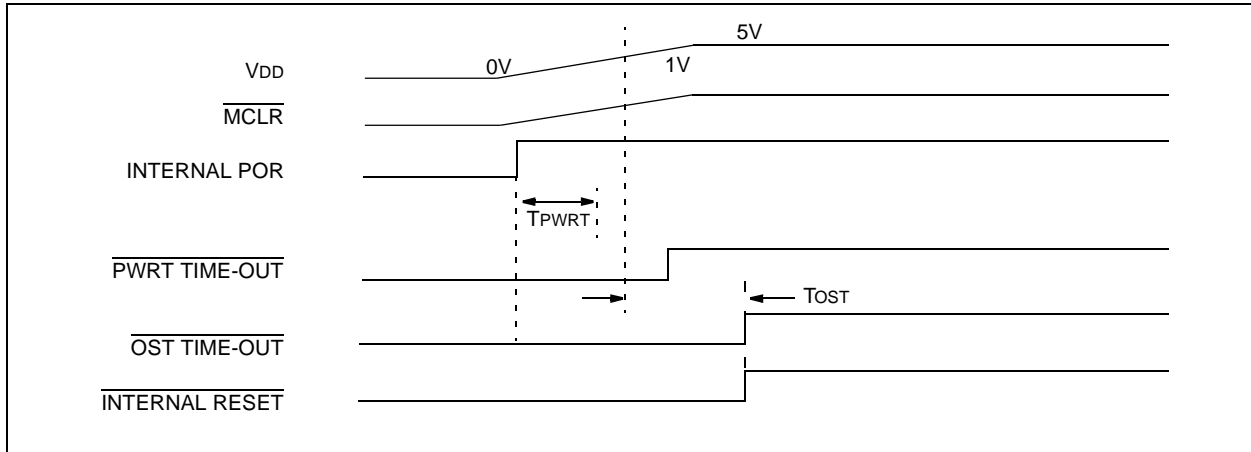 5V
VDD 0V 1V
MCLR
INTERNAL POR
TPWRT
PWRT TIME-OUT
TOST
OST TIME-OUT
INTERNAL RESET